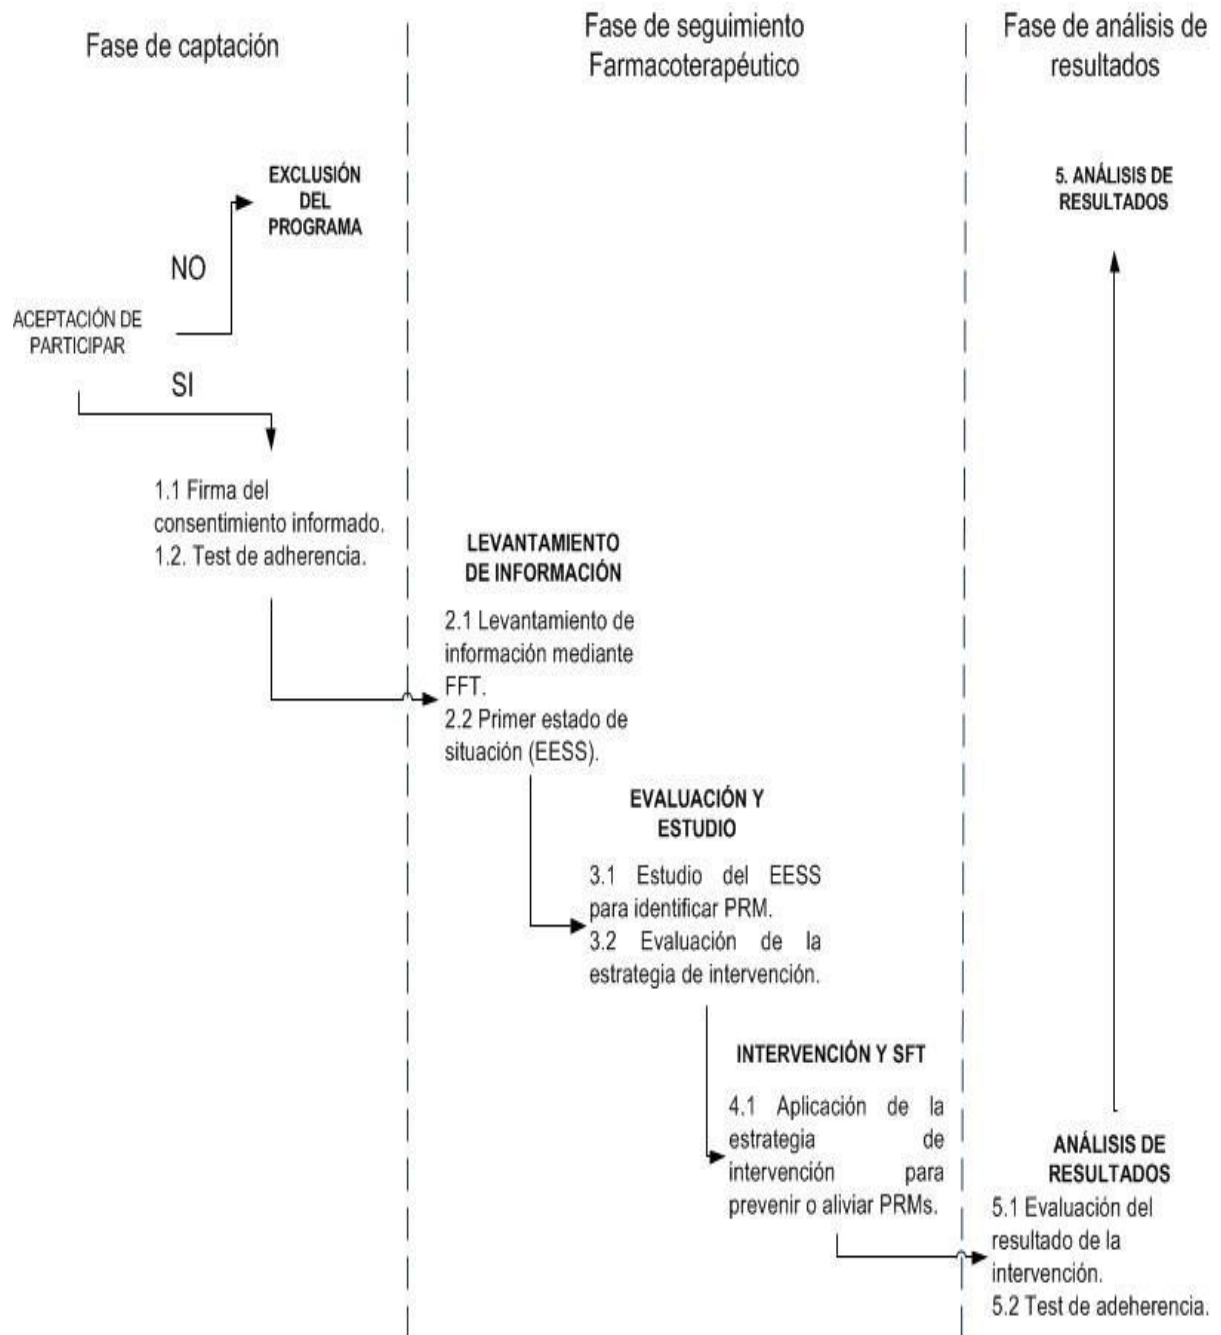 Fase de captación
Fase de seguimiento
Farmacoterapéutico
Fase de análisis de
resultados
EXCLUSIÓN
DEL
PROGRAMA
NO
ACEPTACIÓN DE
PARTICIPAR
SI
1.1 Firma del
consentimiento informado.
1.2. Test de adherencia.
LEVANTAMIENTO
DE INFORMACIÓN
2.1 Levantamiento de
información mediante
FFT.
2.2 Primer estado de
situación (EESS).
EVALUACIÓN Y
ESTUDIO
3.1 Estudio del EESS
para identificar PRM.
3.2 Evaluación de la
estrategia de intervención.
INTERVENCIÓN Y SFT
4.1 Aplicación de la
estrategia de
intervención para
prevenir o aliviar PRMs.
5. ANÁLISIS DE
RESULTADOS
ANÁLISIS DE
RESULTADOS
5.1 Evaluación del
resultado de la
intervención.
5.2 Test de adeherencia.